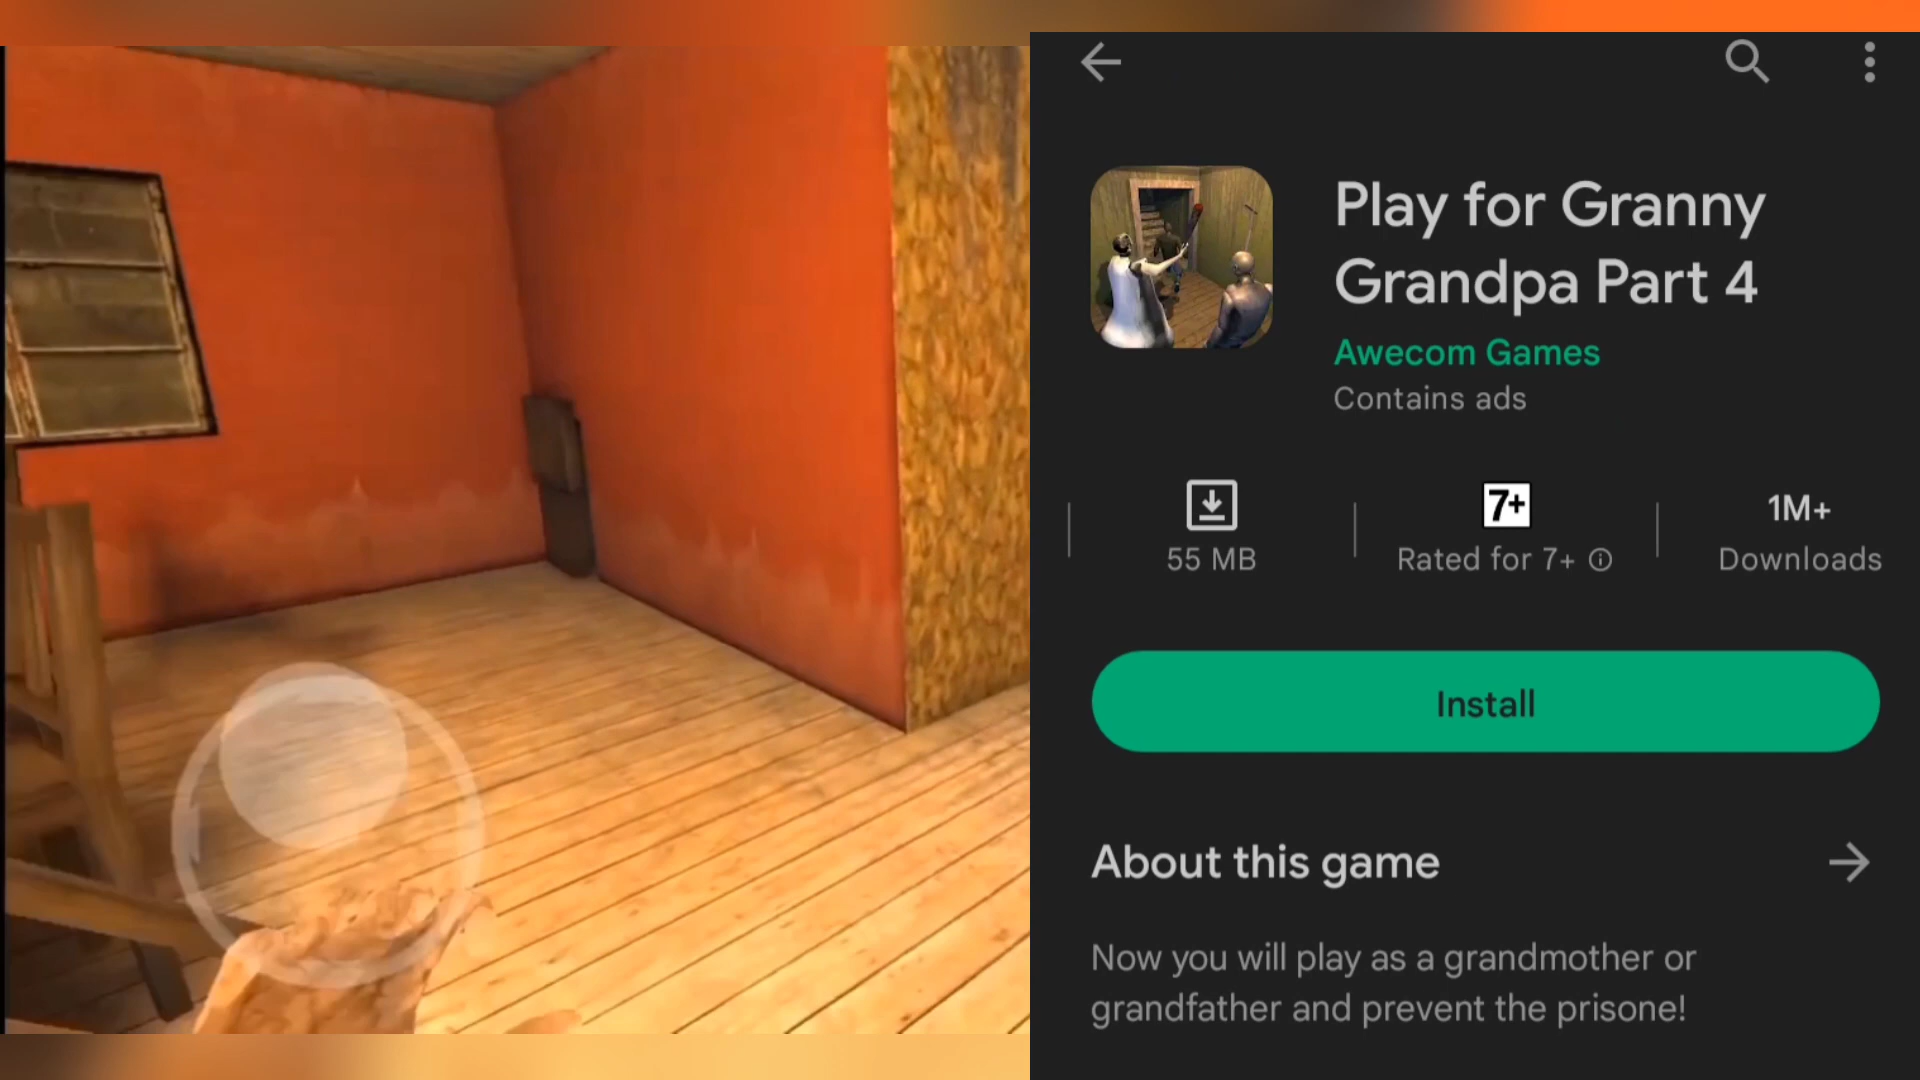 Play for Granny
Grandpa Part 4
Awecom Games
Contains ads
55 MB
7+
Rated for 7+
1M+
Downloads
Install
About this game
Now you will play as a grandmother or
grandfather and prevent the prisone!